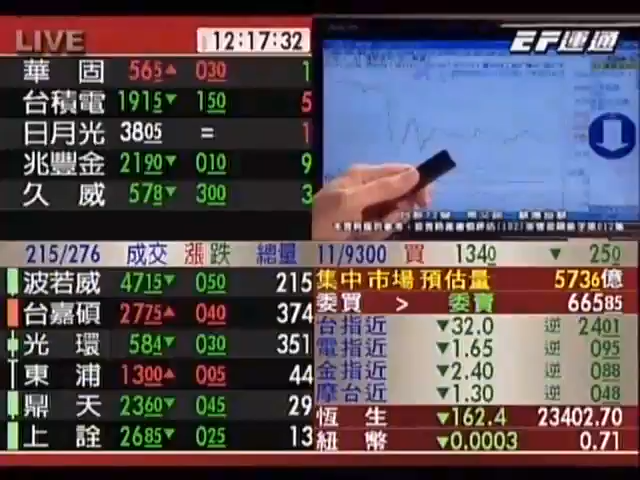 LIVE 12:17:32
EF運通
華固 565▲ 030 1
台積電 1915▼ 150 5
日月光 3805 = 1
兆豐金 2190▼ 010 9
久威 578▼ 300 3
215/276 成交 漲跌 總量
波若威 4715▼ 050 215
台嘉碩 2775▲ 040 374
光環 584▼ 030 351
東浦 1300▲ 005 44
鼎天 2360▼ 045 29
上詮 2685▼ 025 13
11/9300 買 1340 ▼ 250
集中市場預估量 5736億
委買 > 委賣 66585
台指近 ▼32.0 逆 2401
電指近 ▼1.65 逆 095
金指近 ▼2.40 逆 088
摩台近 ▼1.30 逆 048
恆生 ▼162.4 23402.70
紐幣 ▼0.0003 0.71